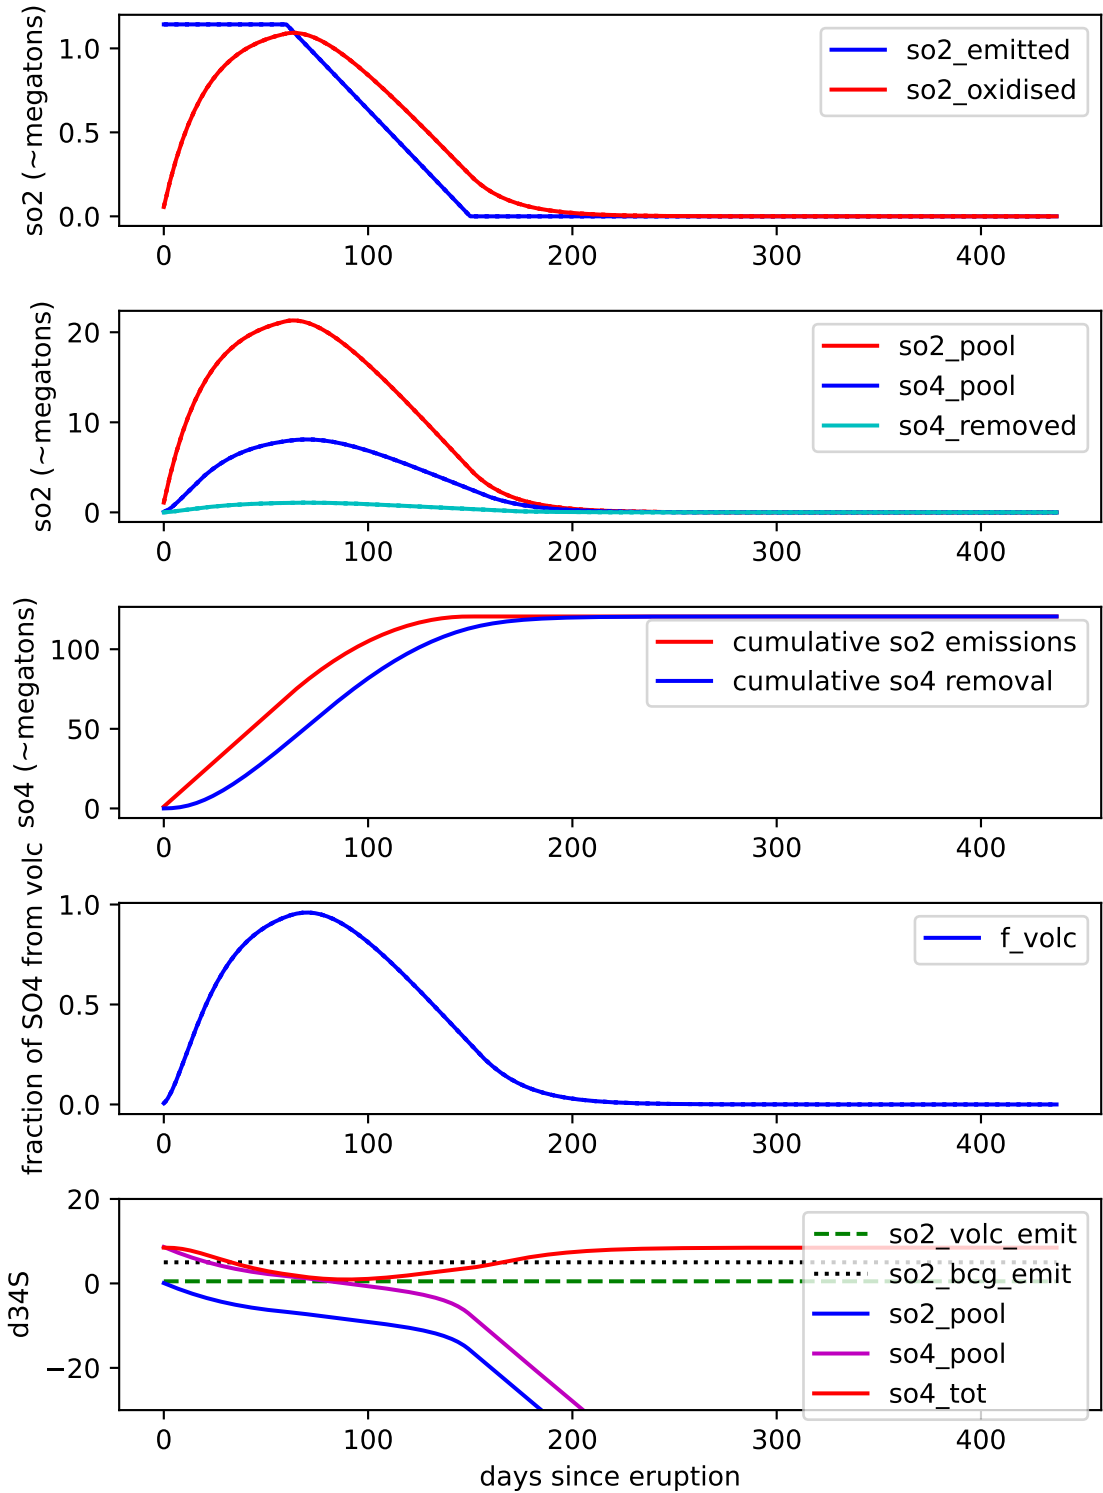 so2 (~megatons)
1.0
0.5
0.0
so2_emitted
so2_oxidised
0 100 200 300 400
so2 (~megatons)
20
10
0
so2_pool
so4_pool
so4_removed
0 100 200 300 400
so4 (~megatons)
100
50
0
cumulative so2 emissions
cumulative so4 removal
0 100 200 300 400
fraction of SO4 from volc
1.0
0.5
0.0
f_volc
0 100 200 300 400
d34S
20
0
−20
so2_volc_emit
so2_bcg_emit
so2_pool
so4_pool
so4_tot
0 100 200 300 400
days since eruption